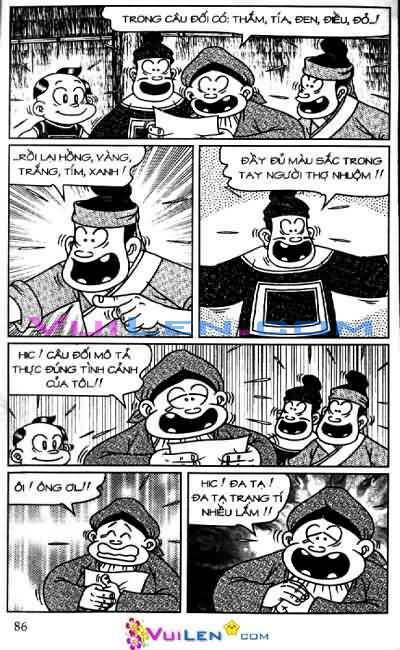 TRONG CÂU ĐỐI CÓ: THẮM, TÍA, ĐEN, ĐIỀU, ĐỎ..!
...RỒI LẠI HỒNG, VÀNG,
TRẮNG, TÍM, XANH !
ĐẦY ĐỦ MÀU SẮC TRONG
TAY NGƯỜI THỢ NHUỘM !!
VUILEN.COM
HIC ! CÂU ĐỐI MÔ TẢ
THỰC ĐÚNG TÌNH CẢNH
CỦA TÔI..!!
ÔI ! ÔNG ƠI..!!
HIC ! ĐA TẠ !
ĐA TẠ TRẠNG TÍ
NHIỀU LẮM !!
86
VUILEN.COM